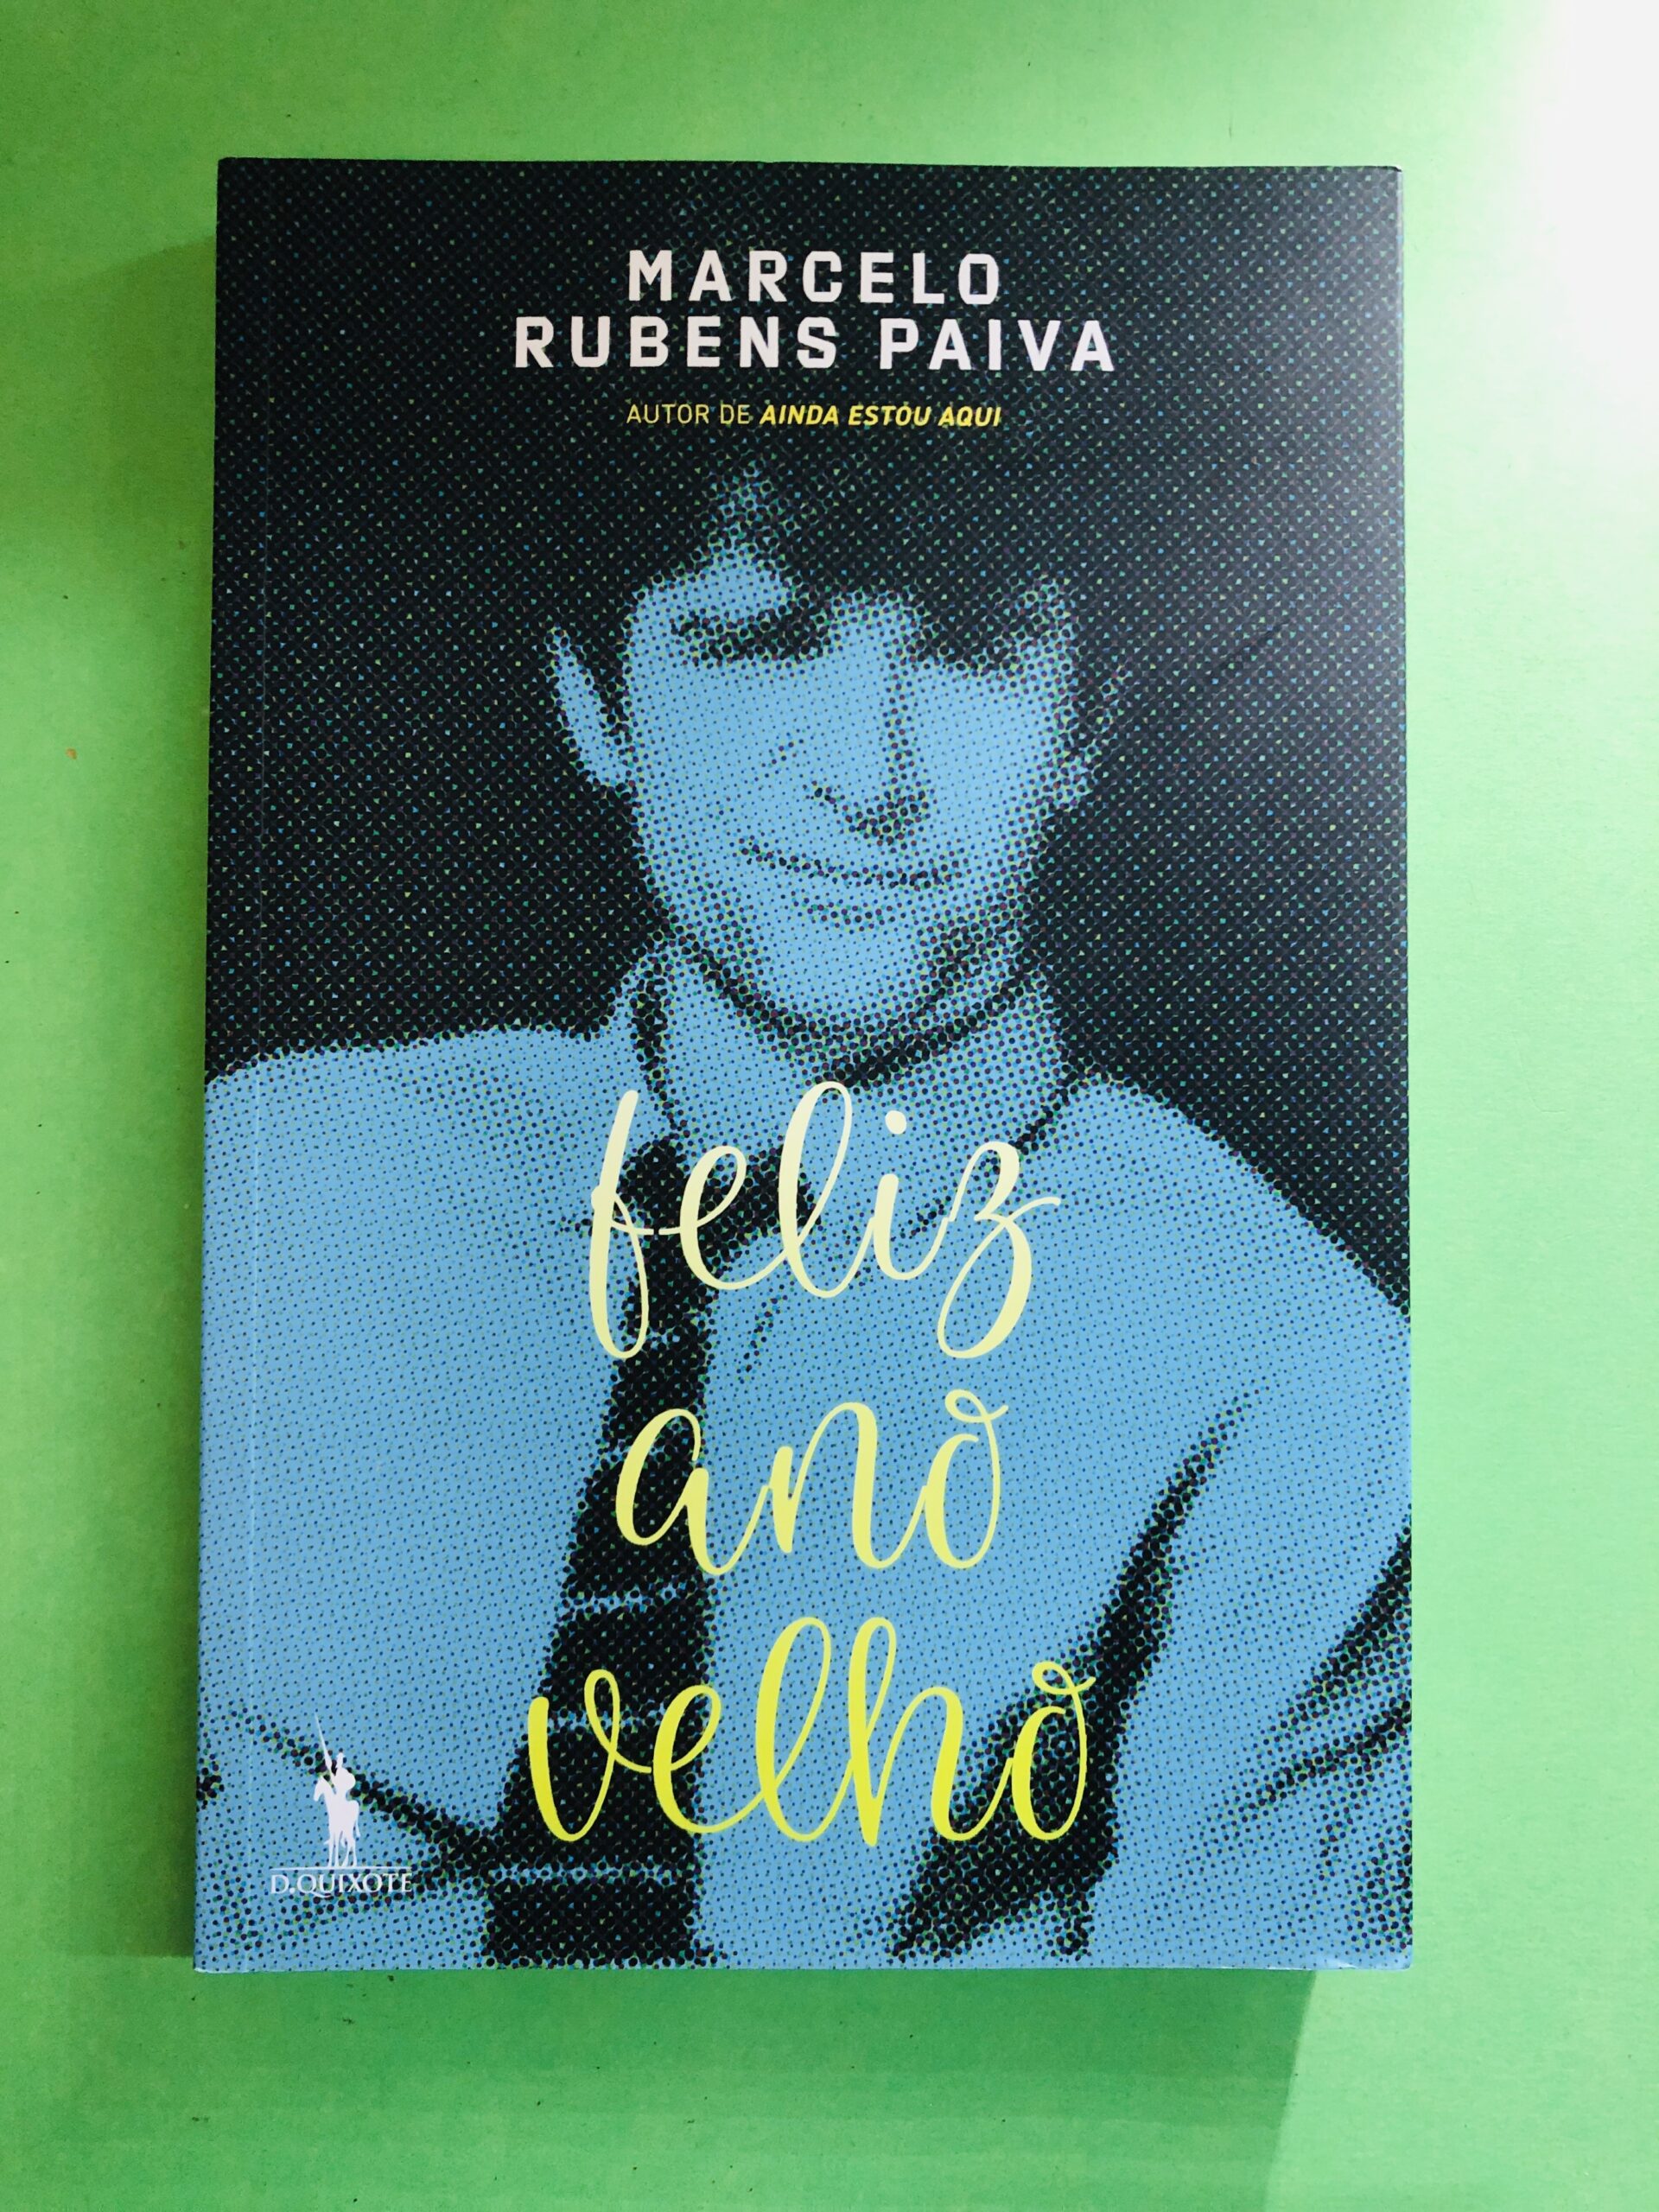 MARCELO
RUBENS PAIVA
AUTOR DE AINDA ESTOU AQUI
feliz
ano
velho
D.QUIXOTE